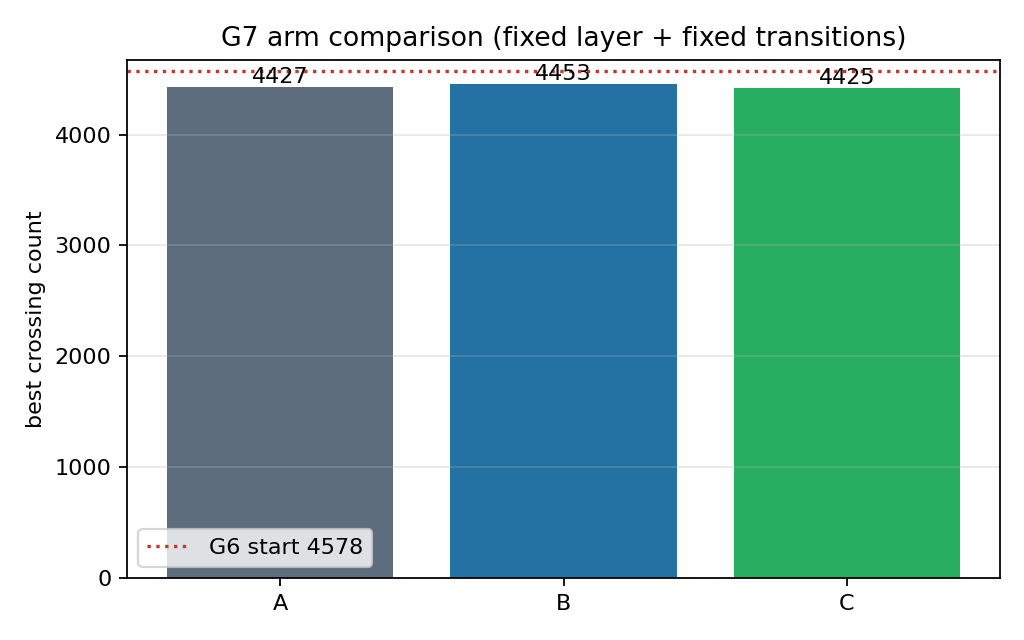 G7 arm comparison (fixed layer + fixed transitions)
best crossing count
4000
3000
2000
1000
0
4427
4453
4425
G6 start 4578
A
B
C